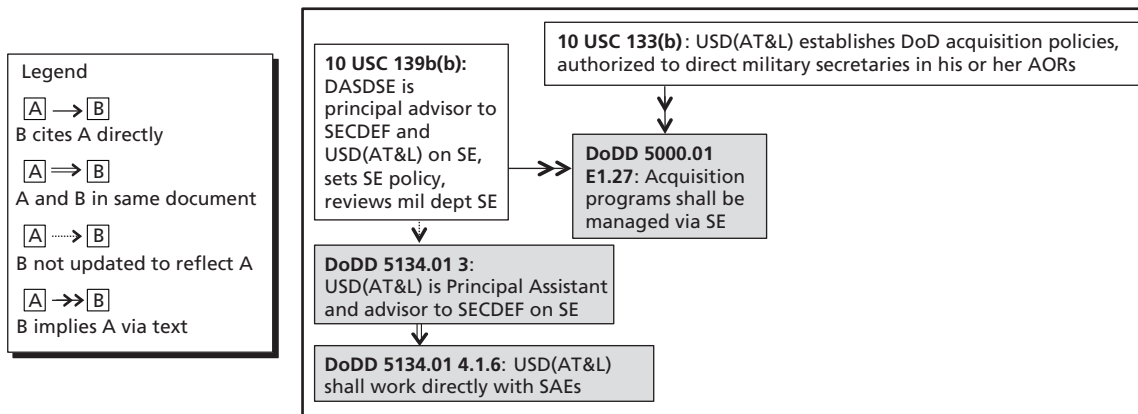 Legend
A B
B cites A directly
A B
A and B in same document
A B
B not updated to reflect A
A B
B implies A via text
10 USC 139b(b):
DASDSE is
principal advisor to
SECDEF and
USD(AT&L) on SE,
sets SE policy,
reviews mil dept SE
10 USC 133(b): USD(AT&L) establishes DoD acquisition policies,
authorized to direct military secretaries in his or her AORs
DoDD 5000.01
E1.27: Acquisition
programs shall be
managed via SE
DoDD 5134.01 3:
USD(AT&L) is Principal Assistant
and advisor to SECDEF on SE
DoDD 5134.01 4.1.6: USD(AT&L)
shall work directly with SAEs